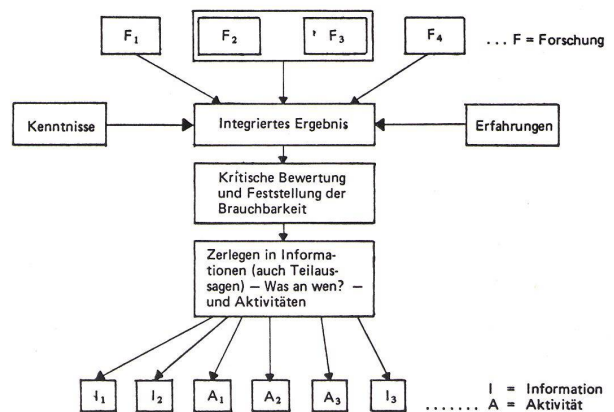 F₁ F₂ F₃ F₄ ... F = Forschung
Kenntnisse Integriertes Ergebnis Erfahrungen
Kritische Bewertung
und Feststellung der
Brauchbarkeit
Zerlegen in Informa-
tionen (auch Teilaus-
sagen) — Was an wen? —
und Aktivitäten
I₁ I₂ A₁ A₂ A₃ I₃
I = Information
....... A = Aktivität